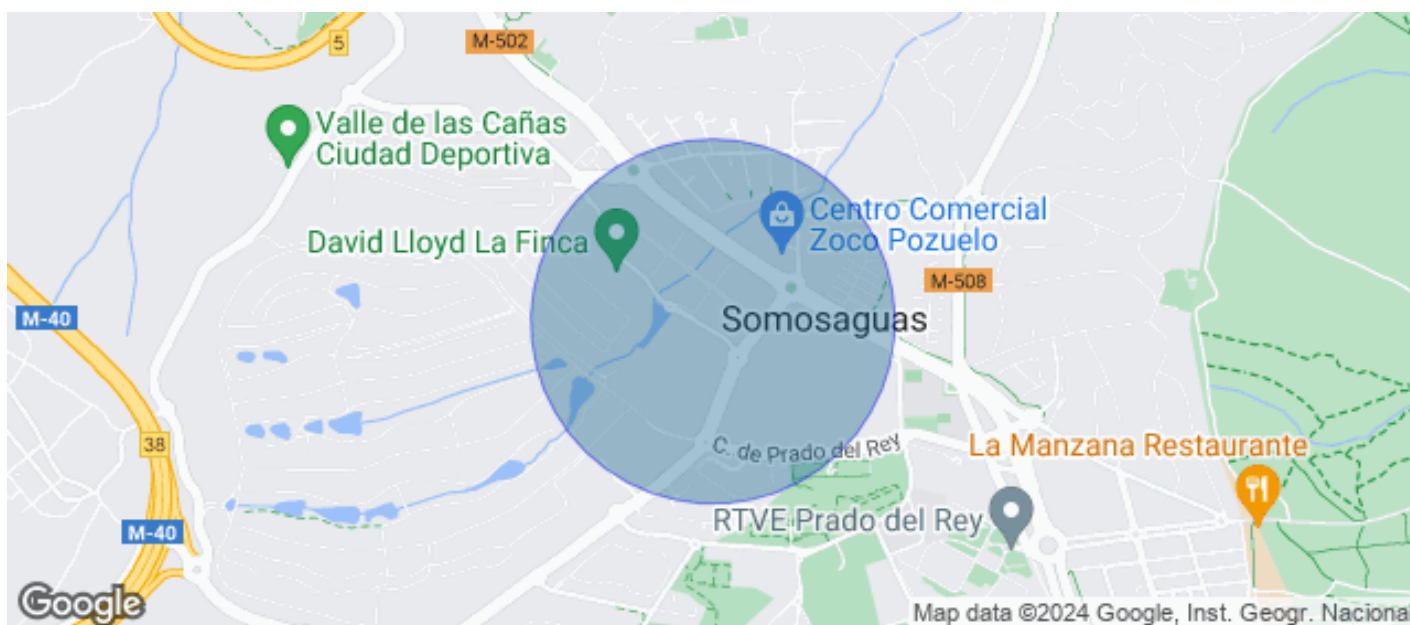 5
M-502
Valle de las Cañas
Ciudad Deportiva
David Lloyd La Finca
Centro Comercial
Zoco Pozuelo
M-508
M-40
Somosaguas
38
C. de Prado del Rey
La Manzana Restaurante
M-40
RTVE Prado del Rey
Google
Map data ©2024 Google, Inst. Geogr. Nacional